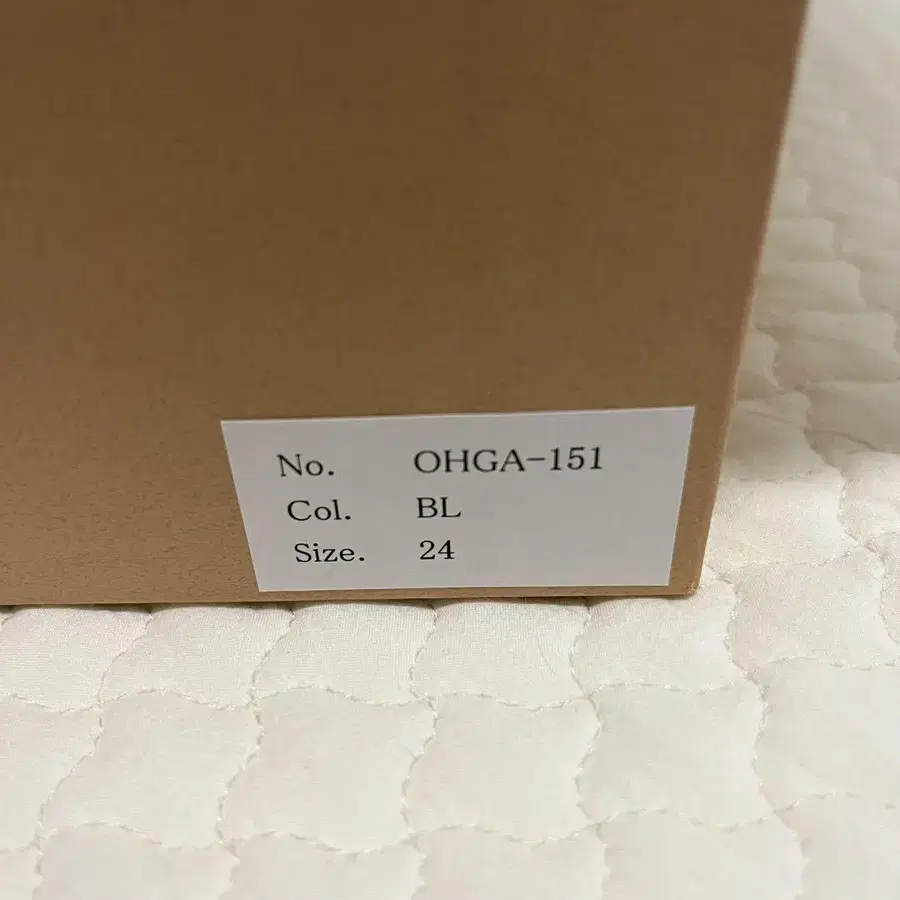 No. OHGA-151
Col. BL
Size. 24